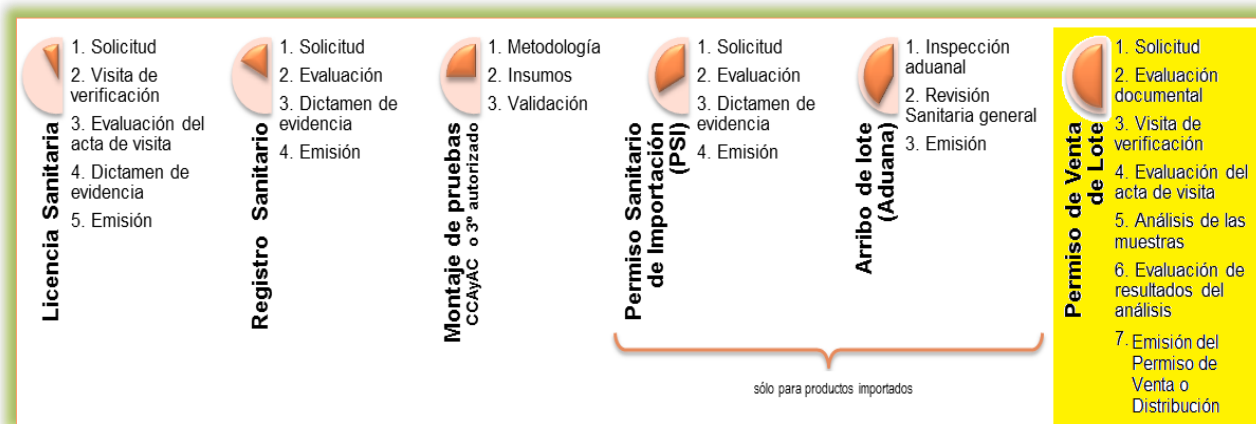 Licencia Sanitaria
1. Solicitud
2. Visita de
verificación
3. Evaluación del
acta de visita
4. Dictamen de
evidencia
5. Emisión
Registro Sanitario
1. Solicitud
2. Evaluación
3. Dictamen de
evidencia
4. Emisión
Montaje de pruebas
CCAyAC o 3º autorizado
1. Metodología
2. Insumos
3. Validación
Permiso Sanitario
de Importación
(PSI)
1. Solicitud
2. Evaluación
3. Dictamen de
evidencia
4. Emisión
Arribo de lote
(Aduana)
1. Inspección
aduanal
2. Revisión
Sanitaria general
3. Emisión
sólo para productos importados
Permiso de Venta
de Lote
1. Solicitud
2. Evaluación
documental
3. Visita de
verificación
4. Evaluación del
acta de visita
5. Análisis de las
muestras
6. Evaluación de
resultados del
análisis
7. Emisión del
Permiso de
Venta o
Distribución